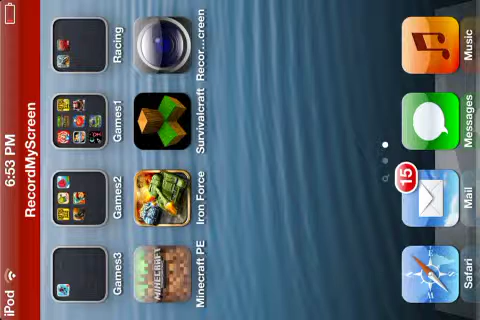 iPod 6:53 PM
RecordMyScreen
Games3 Games2 Games1 Racing
Minecraft PE Iron Force Survivalcraft Recor...creen
MINECRAFT
15
Safari Mail Messages Music